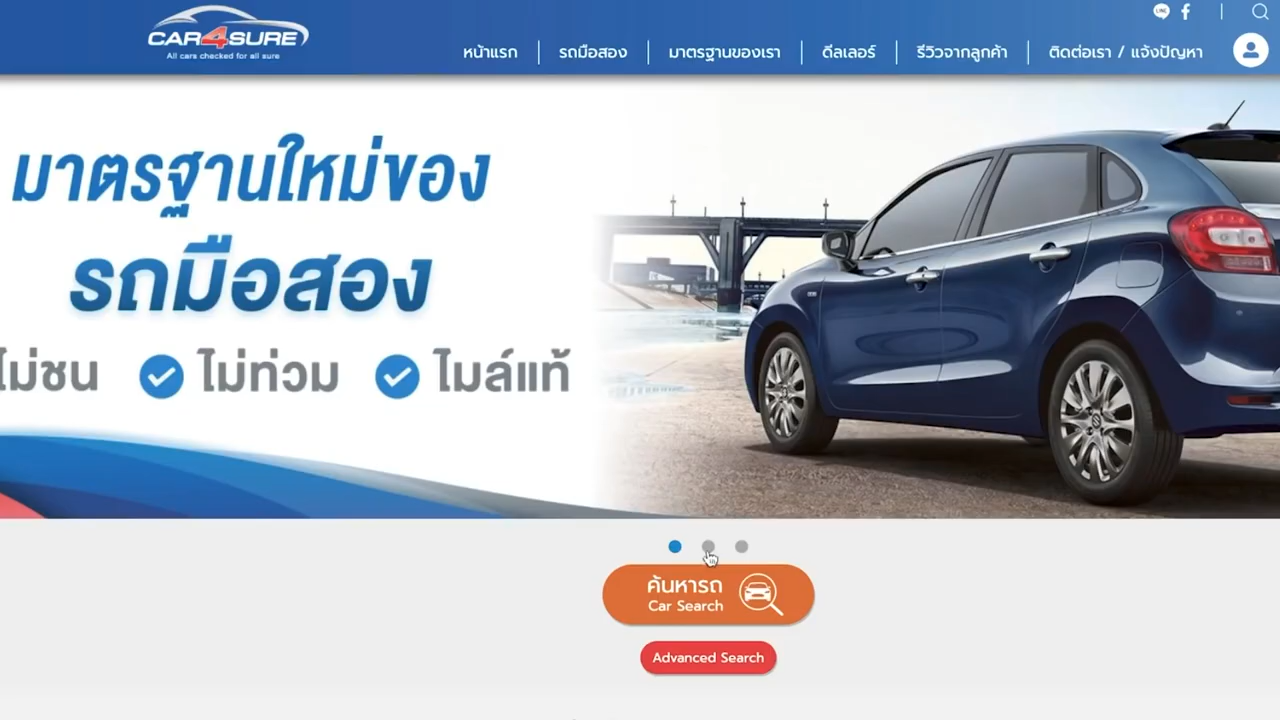 CAR4SURE
All cars checked for all sure
LINE
หน้าแรก
รถมือสอง
มาตรฐานของเรา
ดีลเลอร์
รีวิวจากลูกค้า
ติดต่อเรา / แจ้งปัญหา
มาตรฐานใหม่ของ
รถมือสอง
ไม่ชน ไม่ท่วม ไมล์แท้
ค้นหารถ
Car Search
Advanced Search